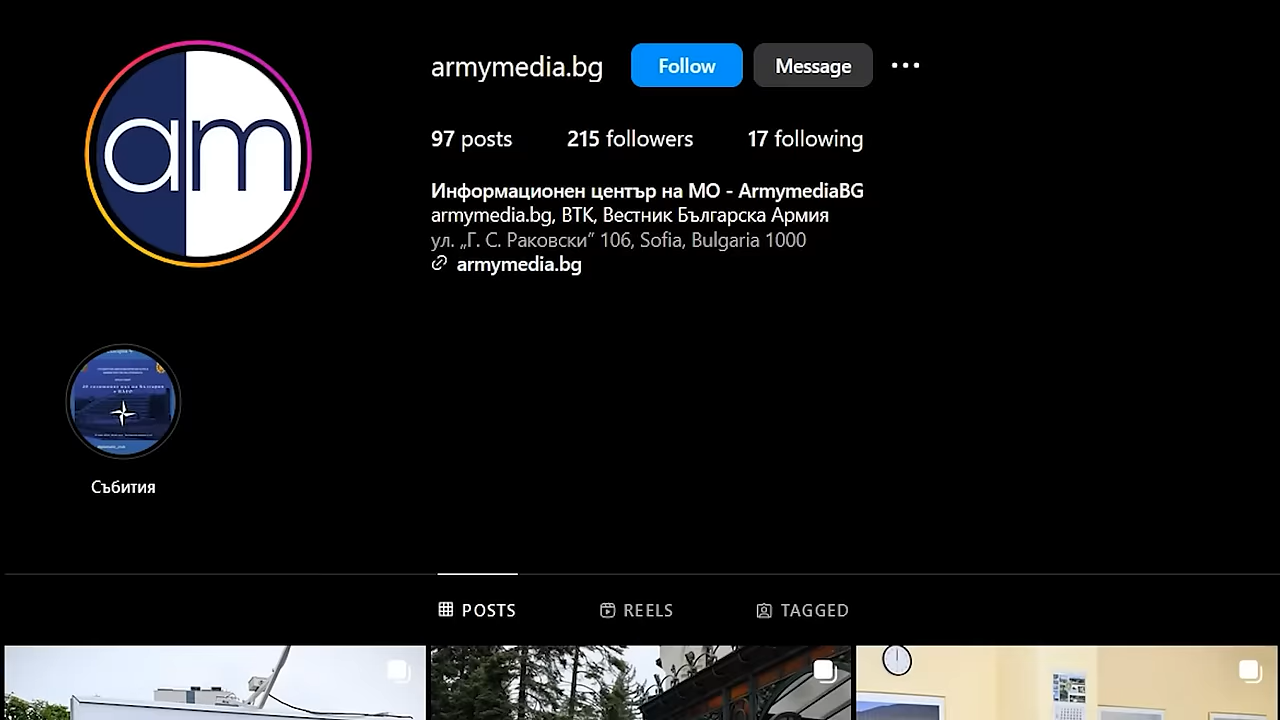 am
armymedia.bg Follow Message
97 posts 215 followers 17 following
Информационен център на МО - ArmymediaBG
armymedia.bg, ВТК, Вестник Българска Армия
ул. „Г. С. Раковски“ 106, Sofia, Bulgaria 1000
armymedia.bg
Събития
POSTS REELS TAGGED